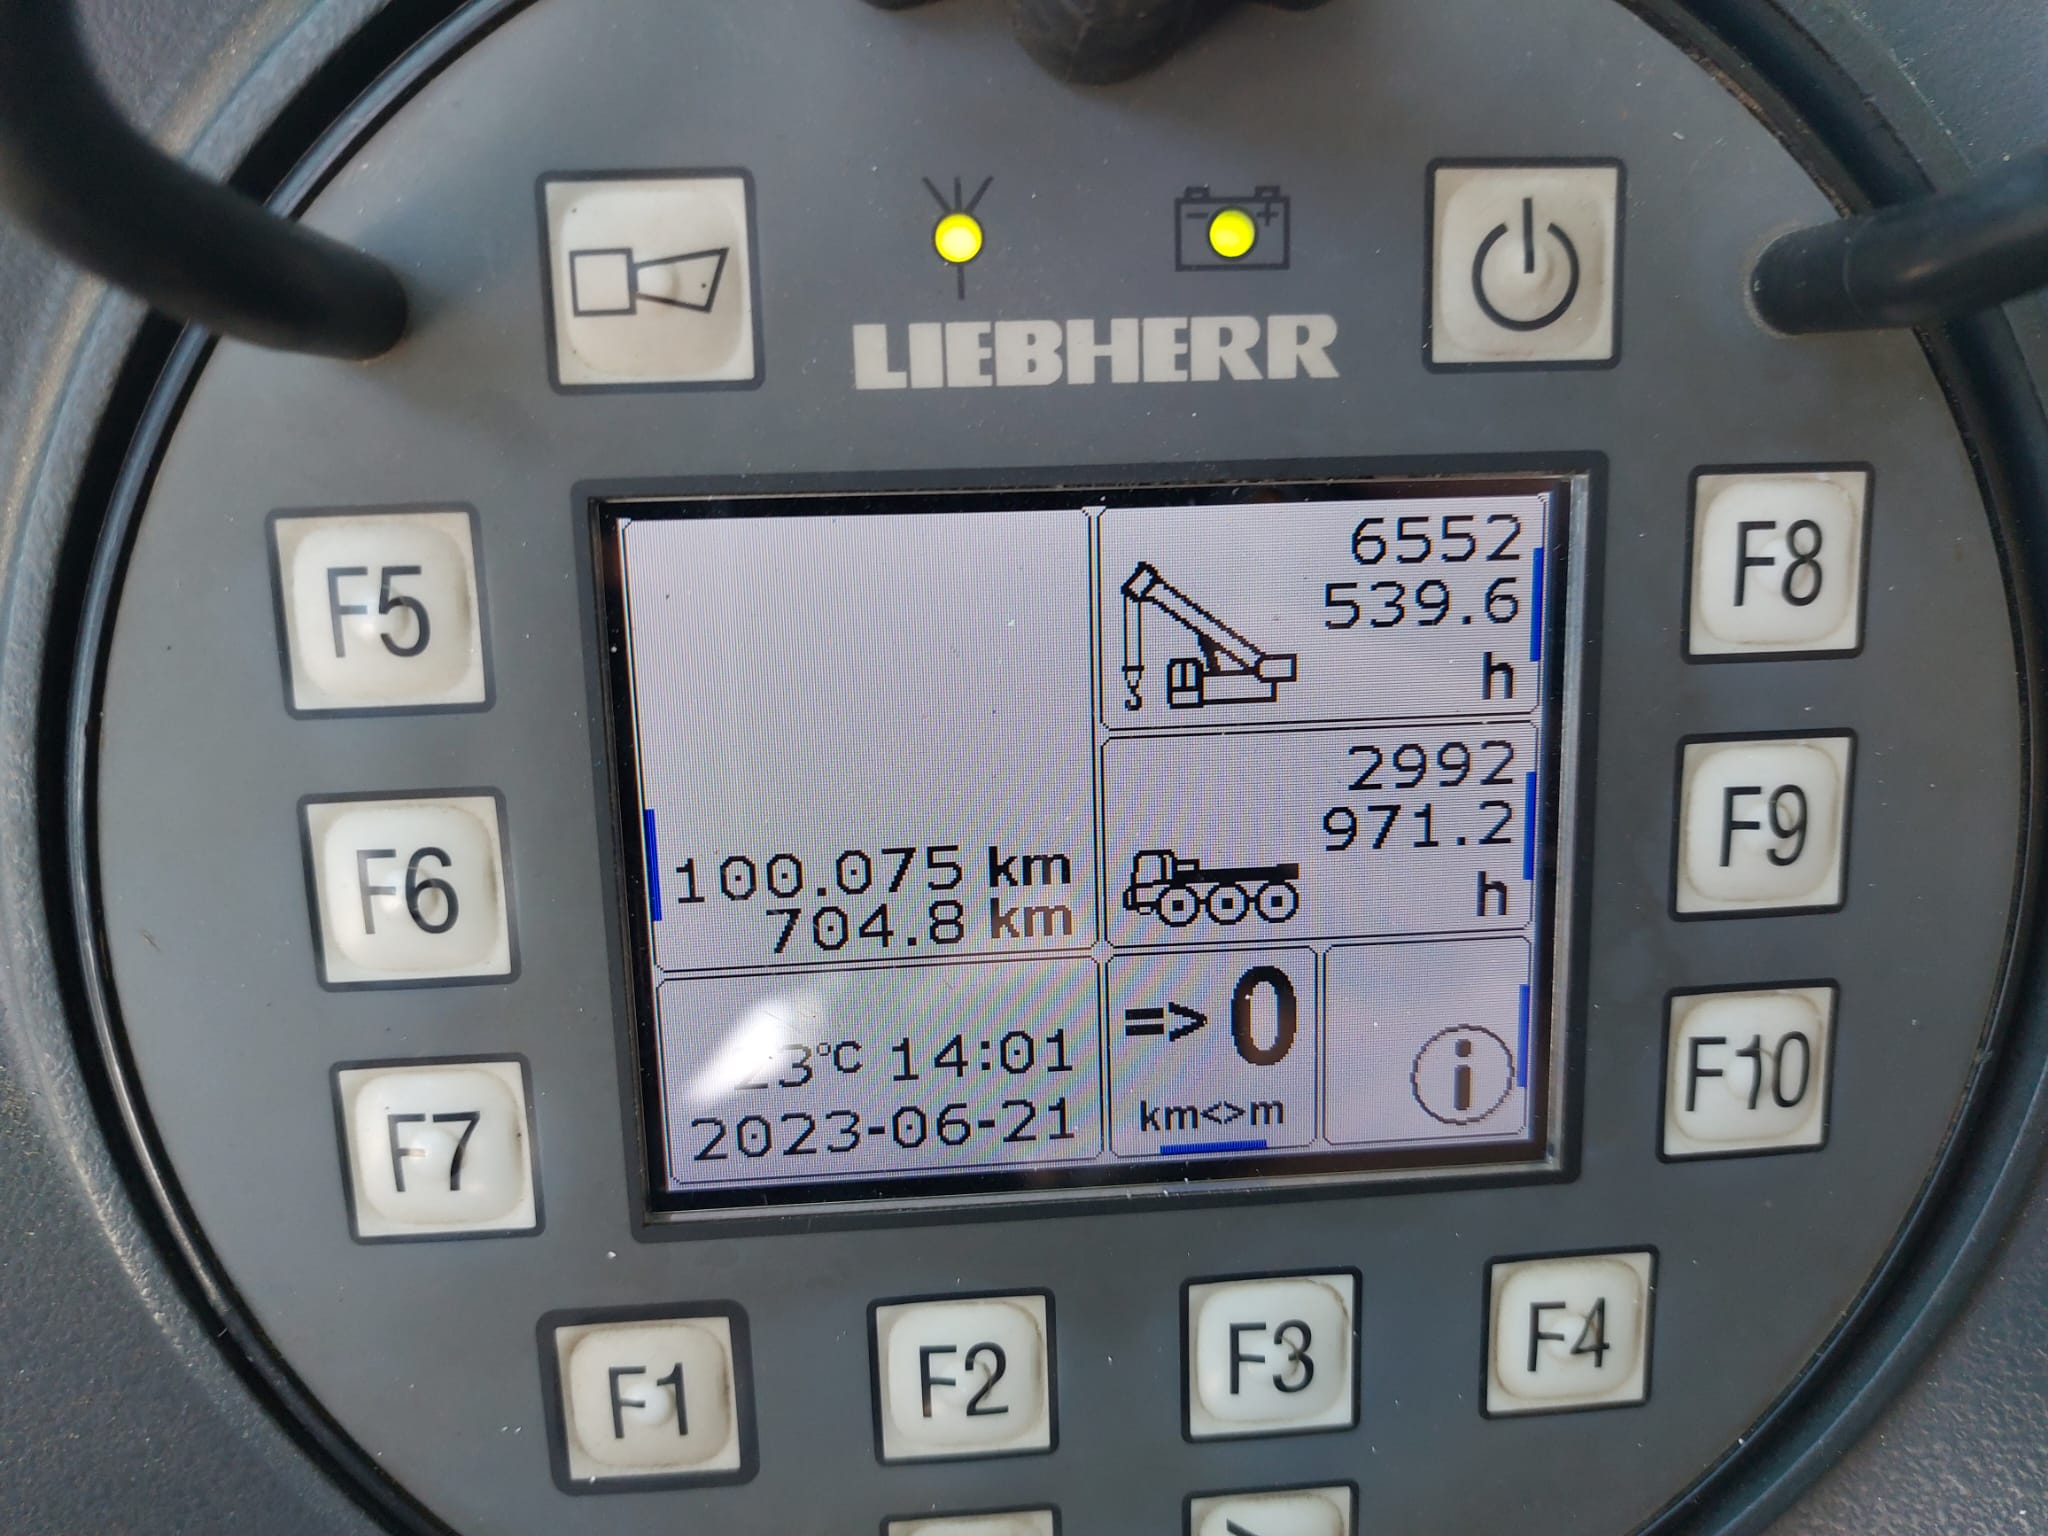 LIEBHERR
F5
F6
F7
F8
F9
F10
6552
539.6
h
2992
971.2
h
100.075 km
704.8 km
14:01
2023-06-21
=> 0
km<>m
i
F1
F2
F3
F4